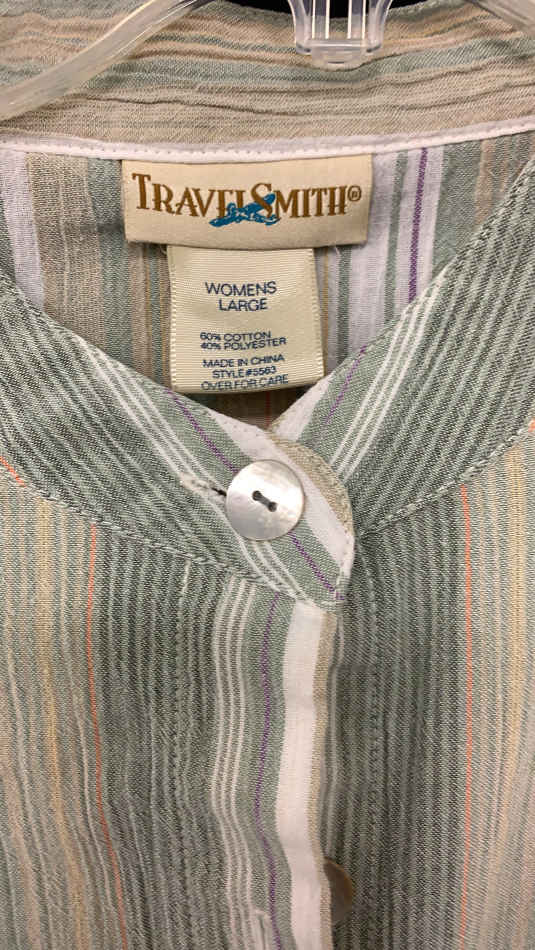 TRAVELSMITH®
WOMENS
LARGE
60% COTTON
40% POLYESTER
MADE IN CHINA
STYLE#5563
OVER FOR CARE